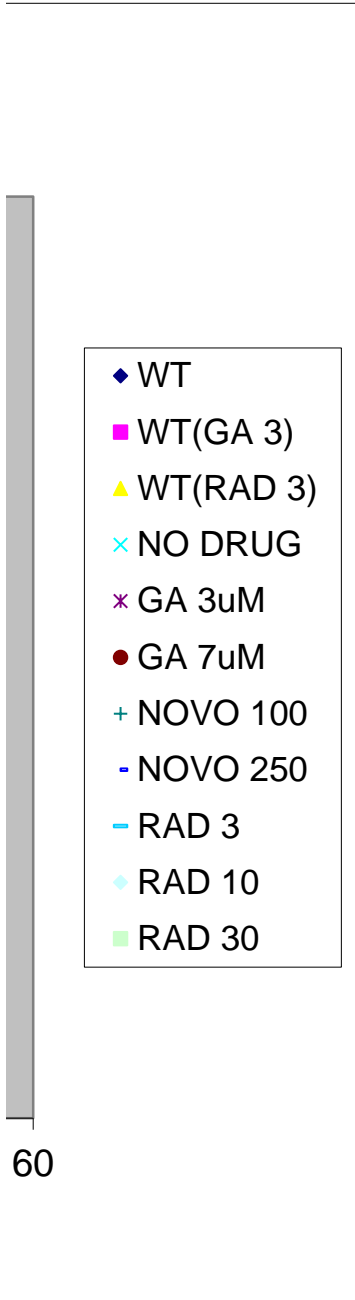 WT
WT(GA 3)
WT(RAD 3)
NO DRUG
GA 3uM
GA 7uM
NOVO 100
NOVO 250
RAD 3
RAD 10
RAD 30
60